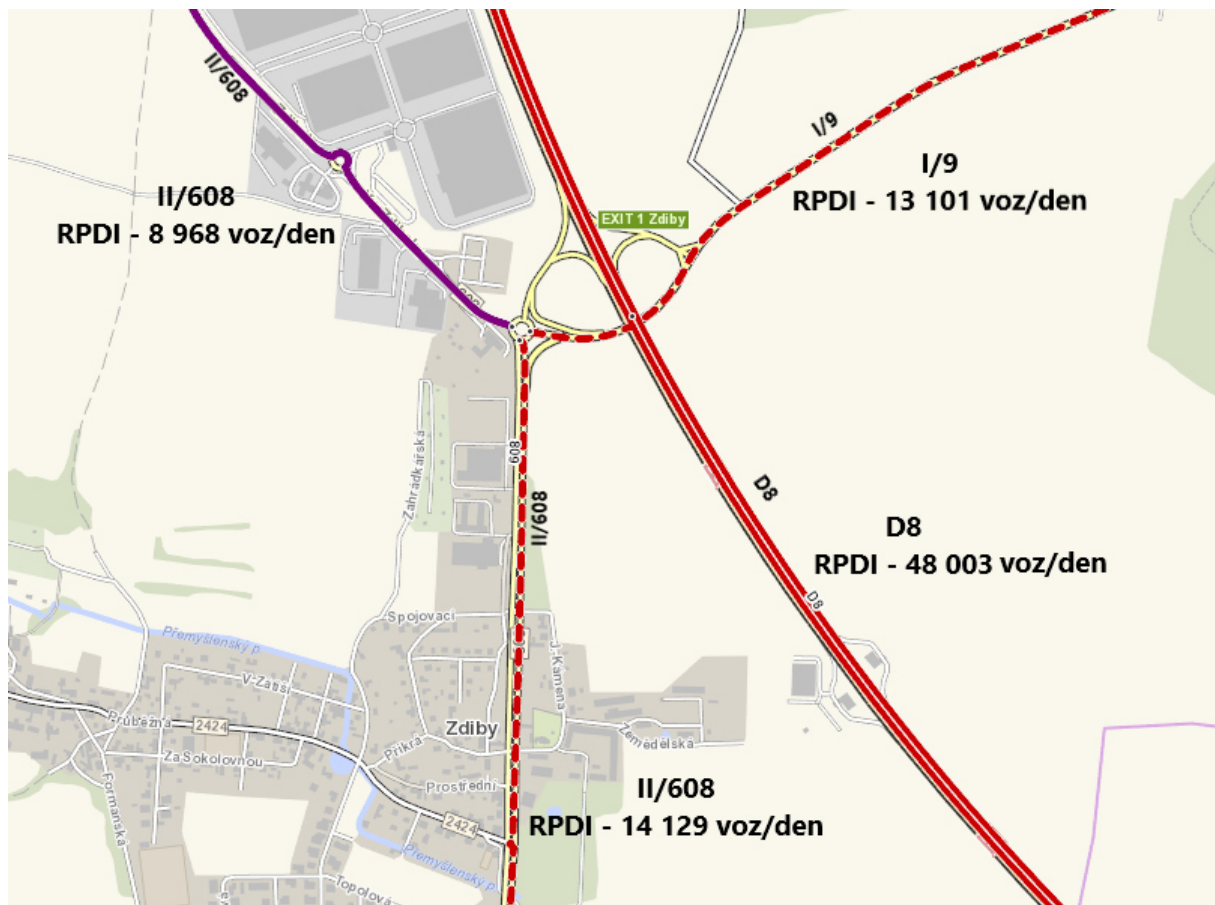 II/608
I/9
I/9
RPDI - 13 101 voz/den
II/608
RPDI - 8 968 voz/den
EXIT 1 Zdiby
608
Zahrádkářská
II/608
D8
D8
RPDI - 48 003 voz/den
D8
Spojovací
J. Kámena
Přemyšlenský p.
V Zátiší
Průběžná
2424
Za Sokolovnou
Přikrá
Zdiby
Zemědělská
Formanská
Prostřední
2424
II/608
RPDI - 14 129 voz/den
Přemyšlenský p.
Topolová